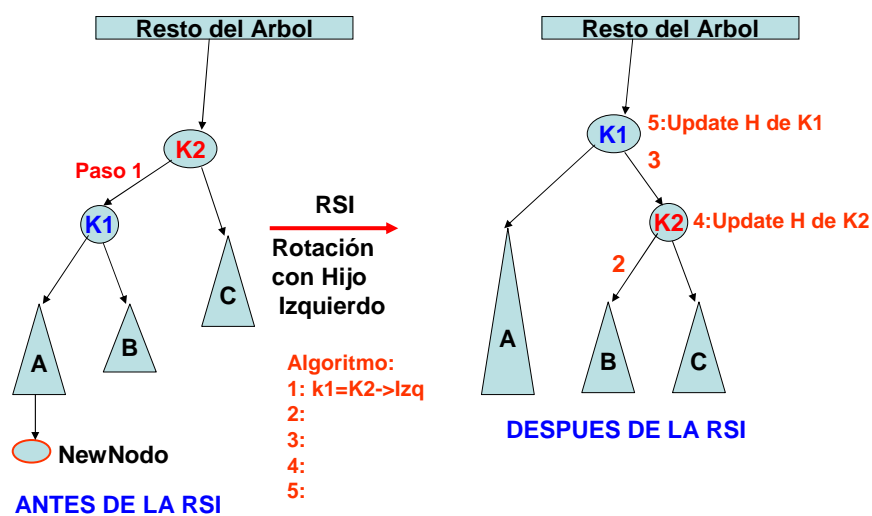 Resto del Arbol
K2
Paso 1
K1
C
A
B
NewNodo
ANTES DE LA RSI
RSI
Rotación
con Hijo
Izquierdo
Algoritmo:
1: k1=K2->Izq
2:
3:
4:
5:
Resto del Arbol
K1
5:Update H de K1
3
K2
4:Update H de K2
2
A
B
C
DESPUES DE LA RSI